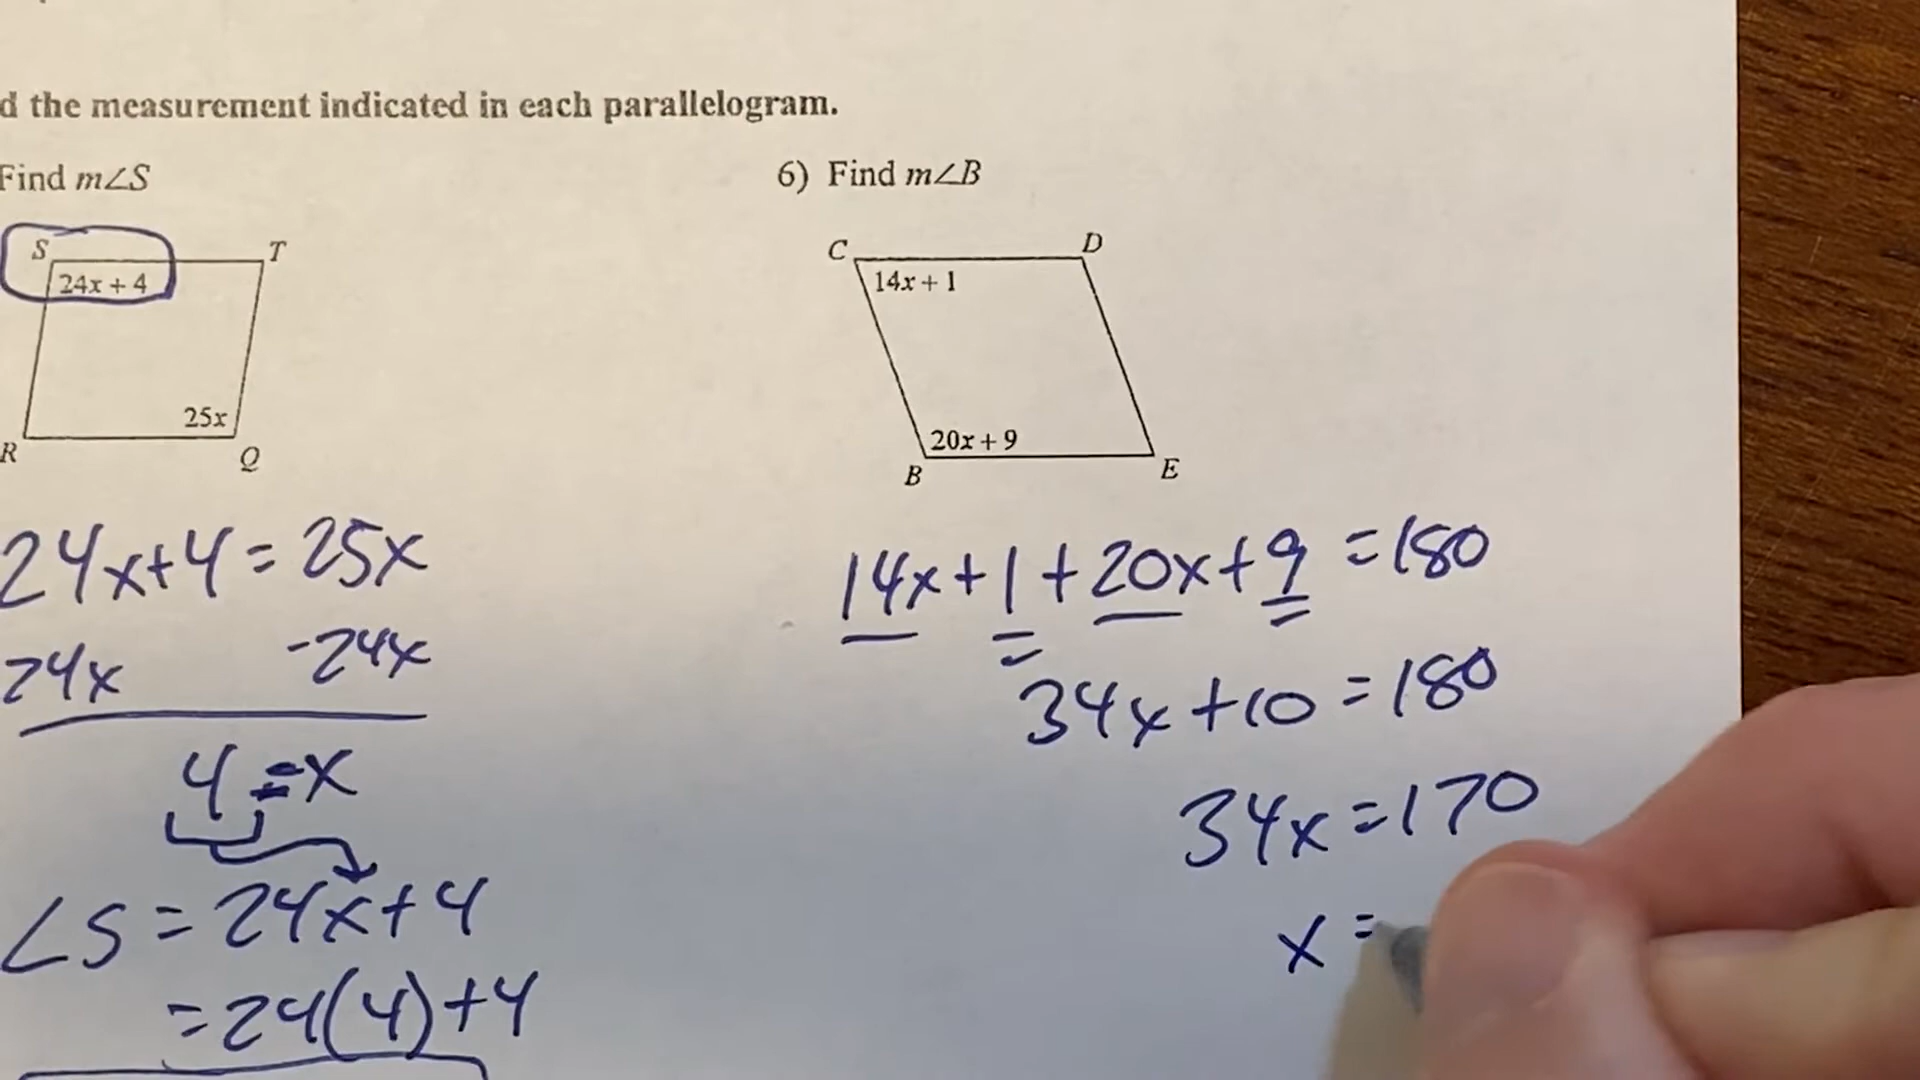 d the measurement indicated in each parallelogram.
Find m∠S
S
T
24x + 4
25x
R
Q
24x+4=25x
24x -24x
4=x
∠S=24x+4
=24(4)+4
6) Find m∠B
C
D
14x + 1
20x + 9
B
E
14x+1+20x+9=180
34x+10=180
34x=170
x=